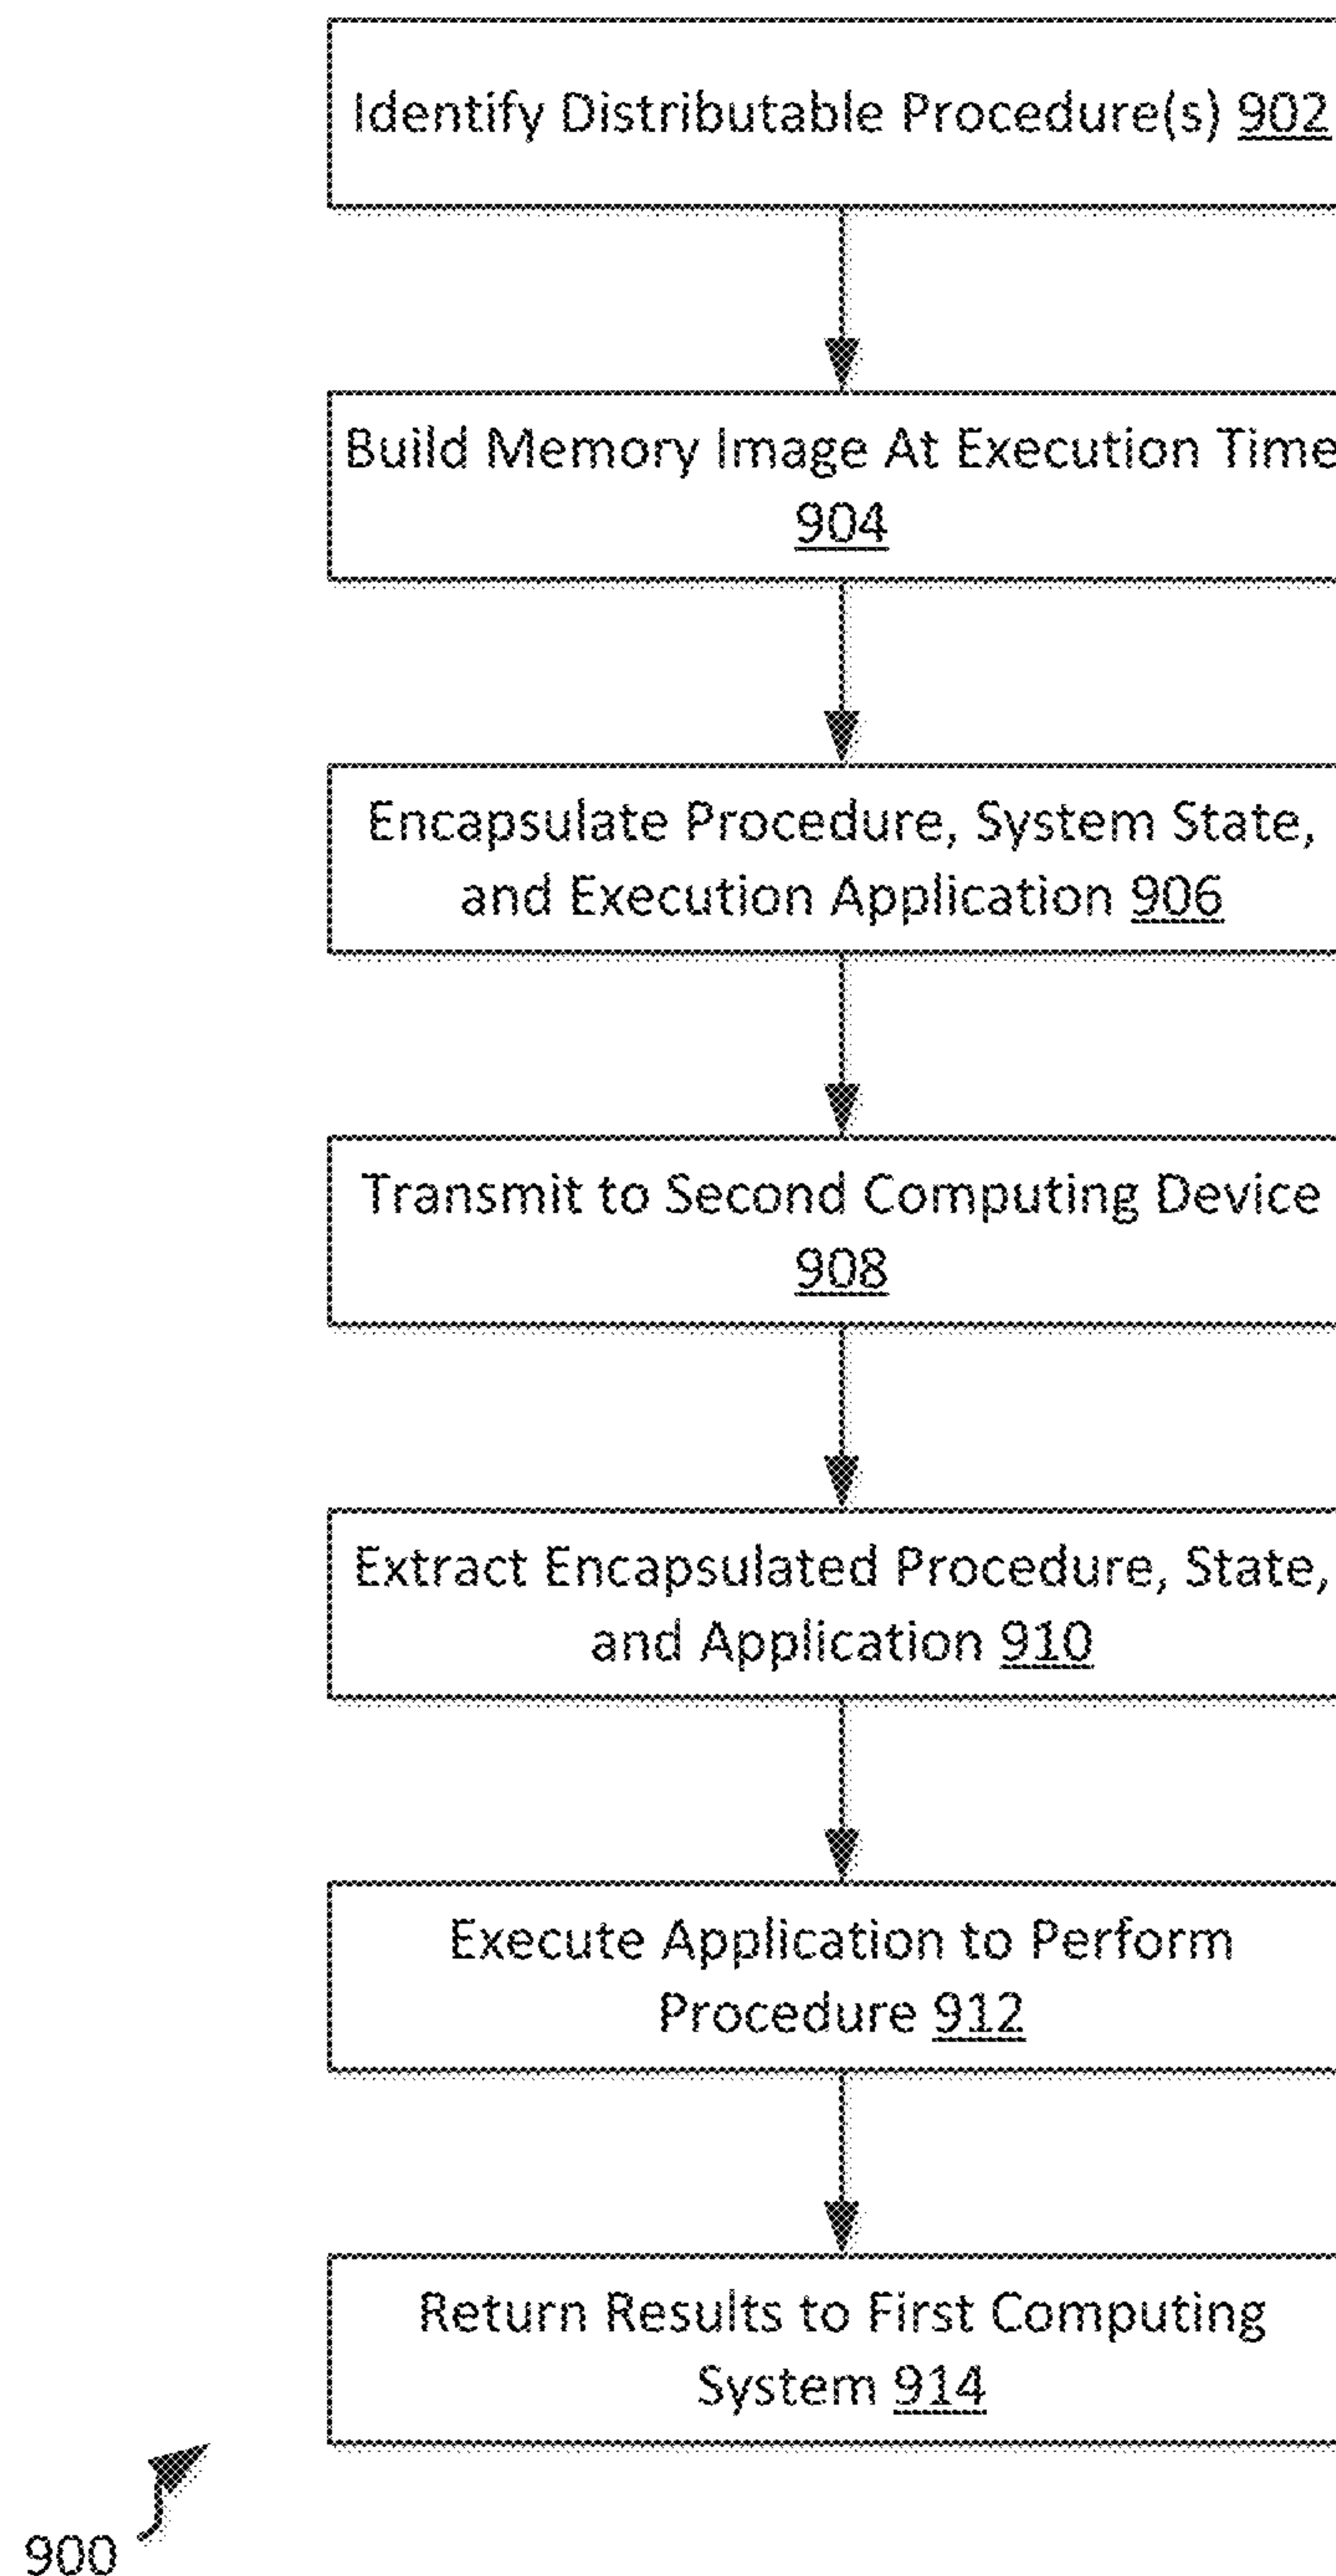 Identify Distributable Procedure(s) 902
Build Memory Image At Execution Time
904
Encapsulate Procedure, System State,
and Execution Application 906
Transmit to Second Computing Device
908
Extract Encapsulated Procedure, State,
and Application 910
Execute Application to Perform
Procedure 912
Return Results to First Computing
System 914
900